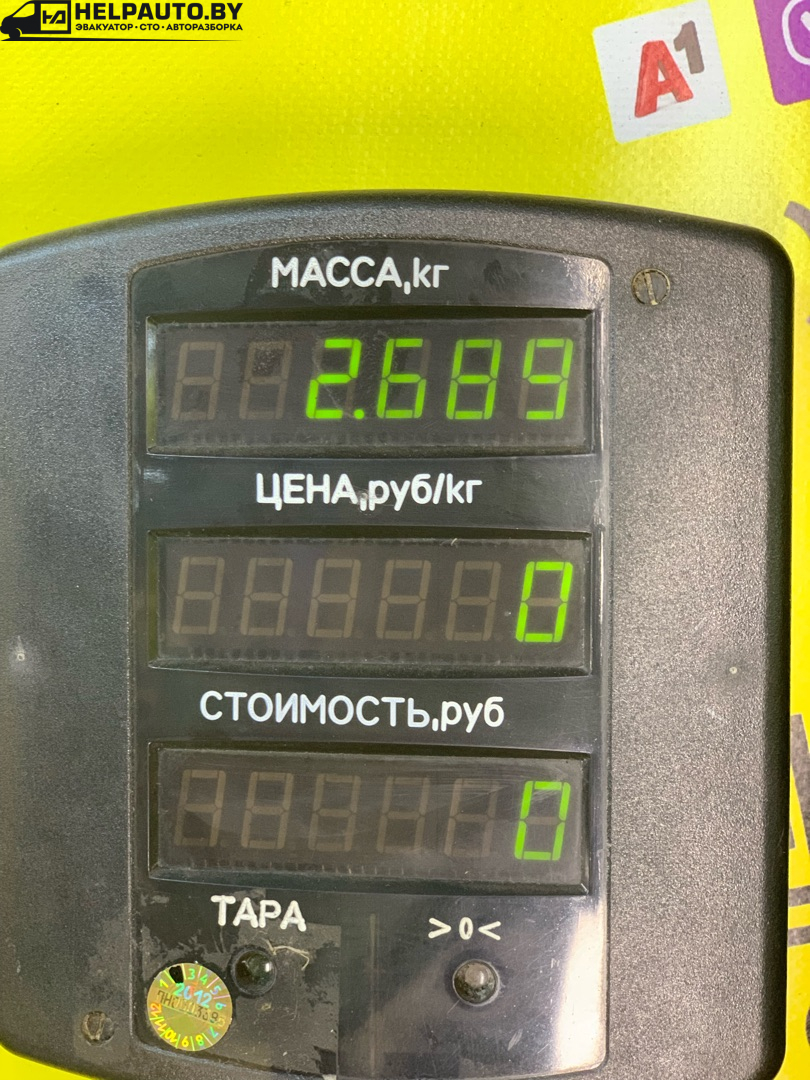 HELPAUTO.BY
ЭВАКУАТОР • СТО • АВТОРАЗБОРКА
A1
МАССА,кг
2.689
ЦЕНА,руб/кг
0
СТОИМОСТЬ,руб
0
ТАРА
>0<
2012